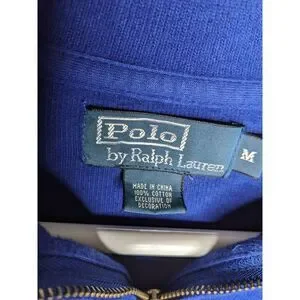 Polo
by Ralph Lauren
M
MADE IN CHINA
100% COTTON
EXCLUSIVE OF
DECORATION